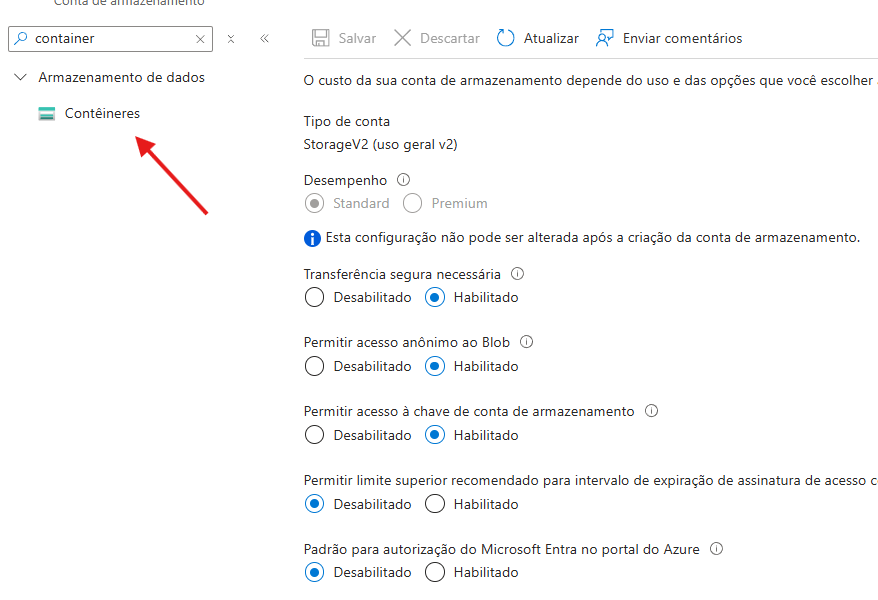 Conta de armazenamento
container
Salvar
Descartar
Atualizar
Enviar comentários
Armazenamento de dados
Contêineres
O custo da sua conta de armazenamento depende do uso e das opções que você escolher
Tipo de conta
StorageV2 (uso geral v2)
Desempenho
Standard Premium
Esta configuração não pode ser alterada após a criação da conta de armazenamento.
Transferência segura necessária
Desabilitado Habilitado
Permitir acesso anônimo ao Blob
Desabilitado Habilitado
Permitir acesso à chave de conta de armazenamento
Desabilitado Habilitado
Permitir limite superior recomendado para intervalo de expiração de assinatura de acesso
Desabilitado Habilitado
Padrão para autorização do Microsoft Entra no portal do Azure
Desabilitado Habilitado